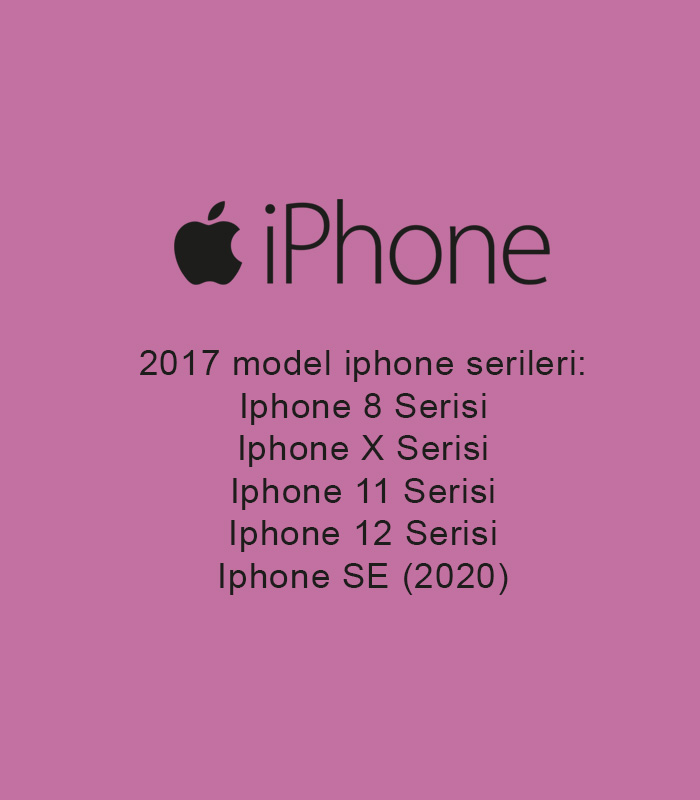 iPhone
2017 model iphone serileri:
Iphone 8 Serisi
Iphone X Serisi
Iphone 11 Serisi
Iphone 12 Serisi
Iphone SE (2020)